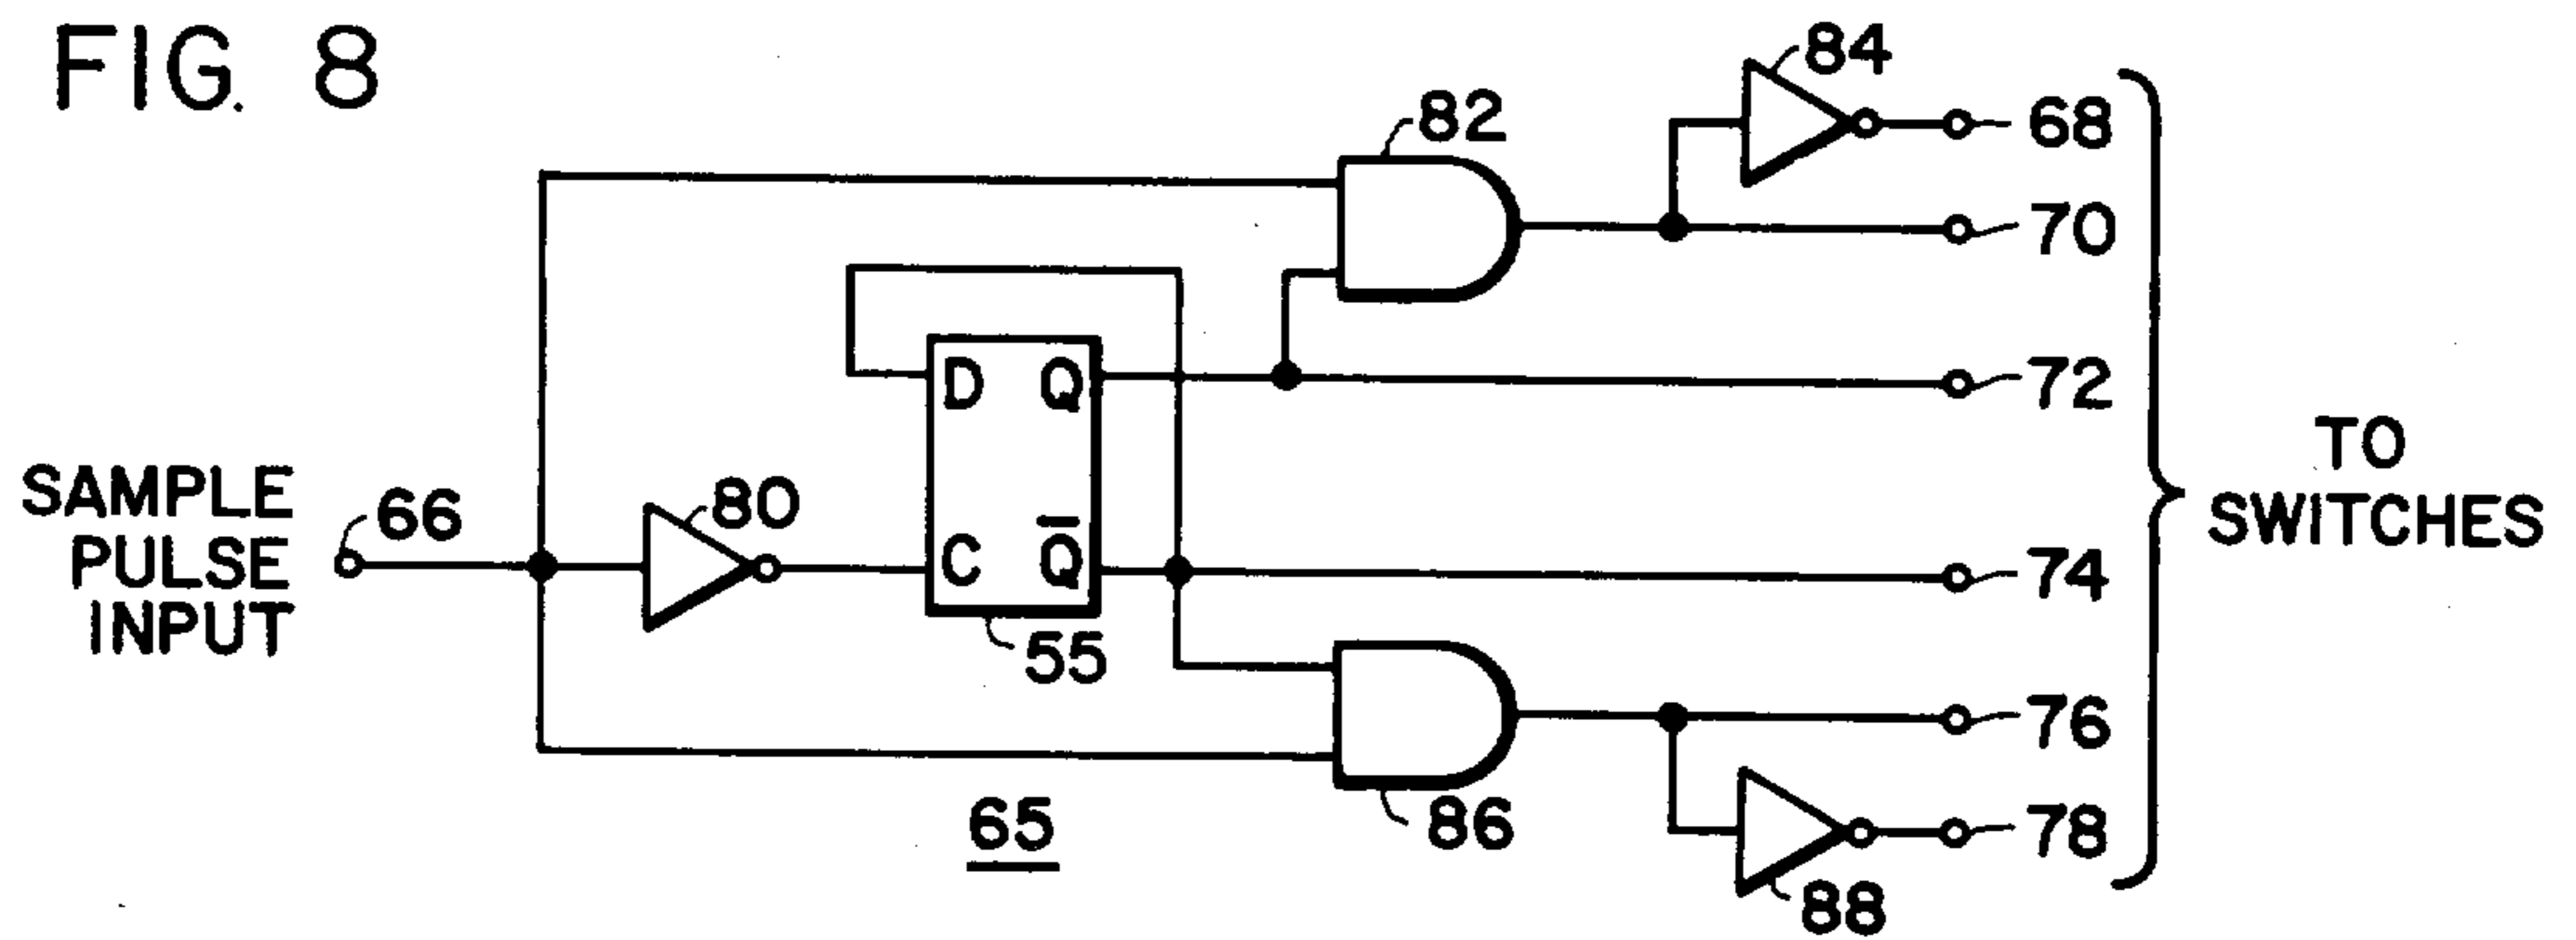 FIG. 8
84
68
82
70
D Q
72
TO
SWITCHES
SAMPLE
PULSE
INPUT
66
80
C Q̅
74
55
76
65
86
78
88